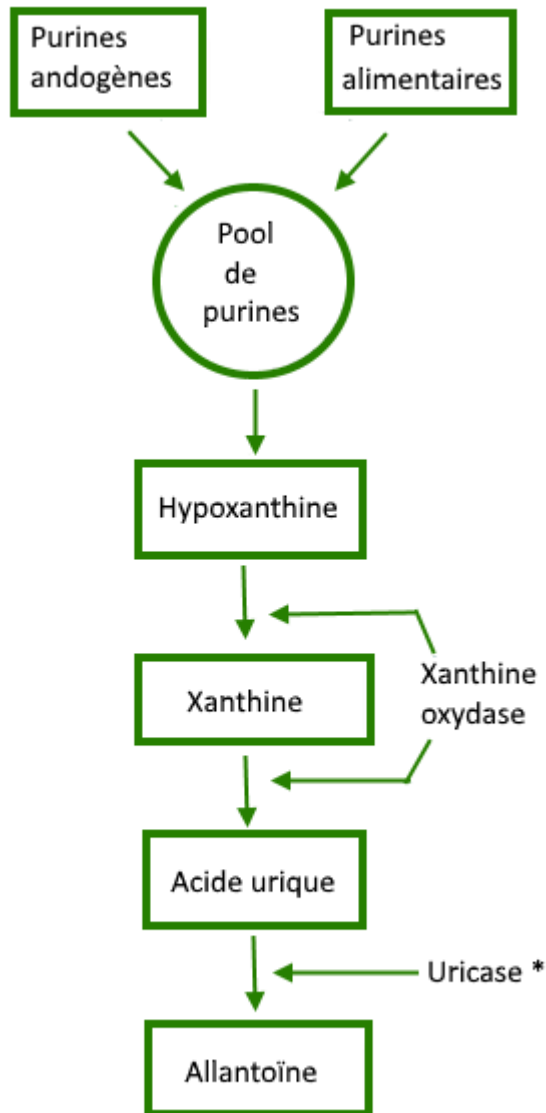 Purines
andogènes
Purines
alimentaires
Pool
de
purines
Hypoxanthine
Xanthine
Xanthine
oxydase
Acide urique
Uricase *
Allantoïne